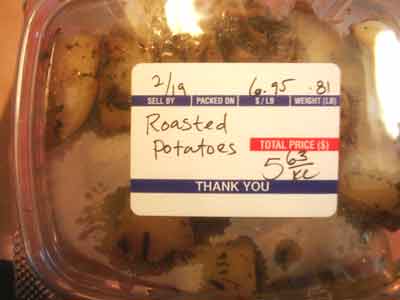 2/19 6.95 .81
SELL BY PACKED ON $ / LB WEIGHT (LB)
Roasted
Potatoes
TOTAL PRICE ($)
5 63/xx
THANK YOU